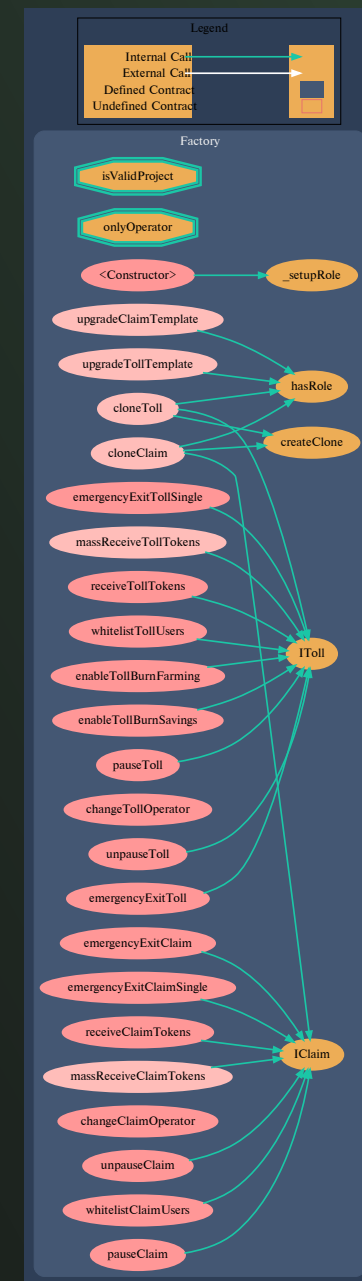 Legend
Internal Call
External Call
Defined Contract
Undefined Contract
Factory
isValidProject
onlyOperator
<Constructor>
_setupRole
upgradeClaimTemplate
upgradeTollTemplate
hasRole
cloneToll
createClone
cloneClaim
emergencyExitTollSingle
massReceiveTollTokens
receiveTollTokens
whitelistTollUsers
IToll
enableTollBurnFarming
enableTollBurnSavings
pauseToll
changeTollOperator
unpauseToll
emergencyExitToll
emergencyExitClaim
emergencyExitClaimSingle
receiveClaimTokens
IClaim
massReceiveClaimTokens
changeClaimOperator
unpauseClaim
whitelistClaimUsers
pauseClaim